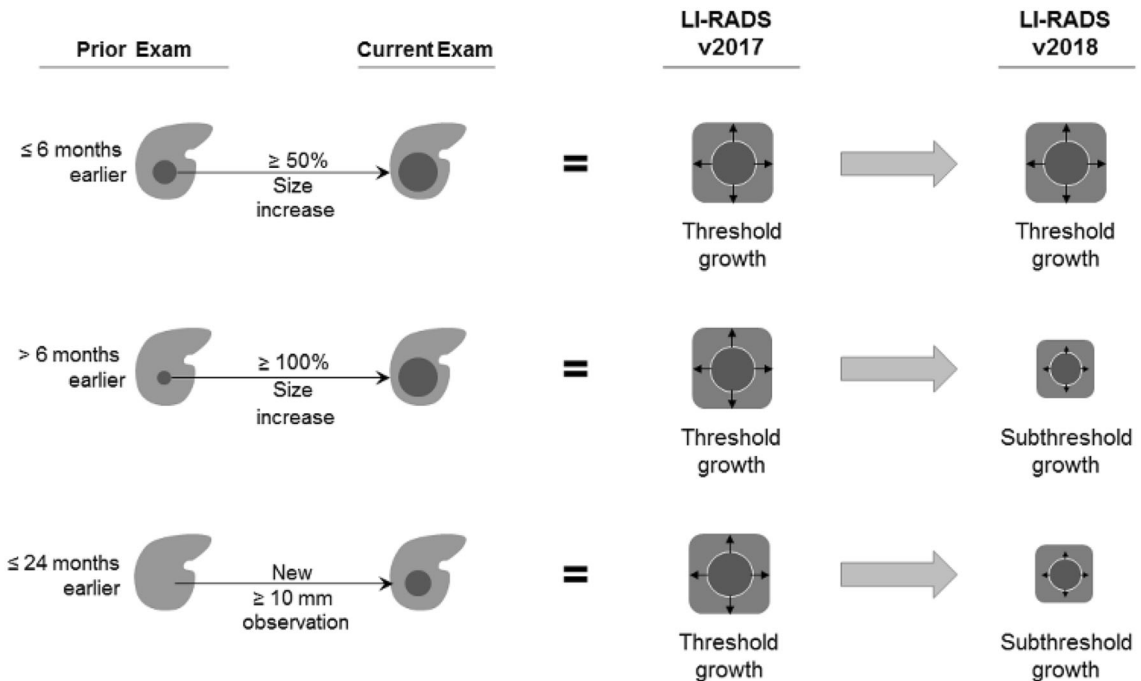 Prior Exam
Current Exam
LI-RADS
v2017
LI-RADS
v2018
≤ 6 months
earlier
≥ 50%
Size
increase
=
Threshold
growth
Threshold
growth
> 6 months
earlier
≥ 100%
Size
increase
=
Threshold
growth
Subthreshold
growth
≤ 24 months
earlier
New
≥ 10 mm
observation
=
Threshold
growth
Subthreshold
growth